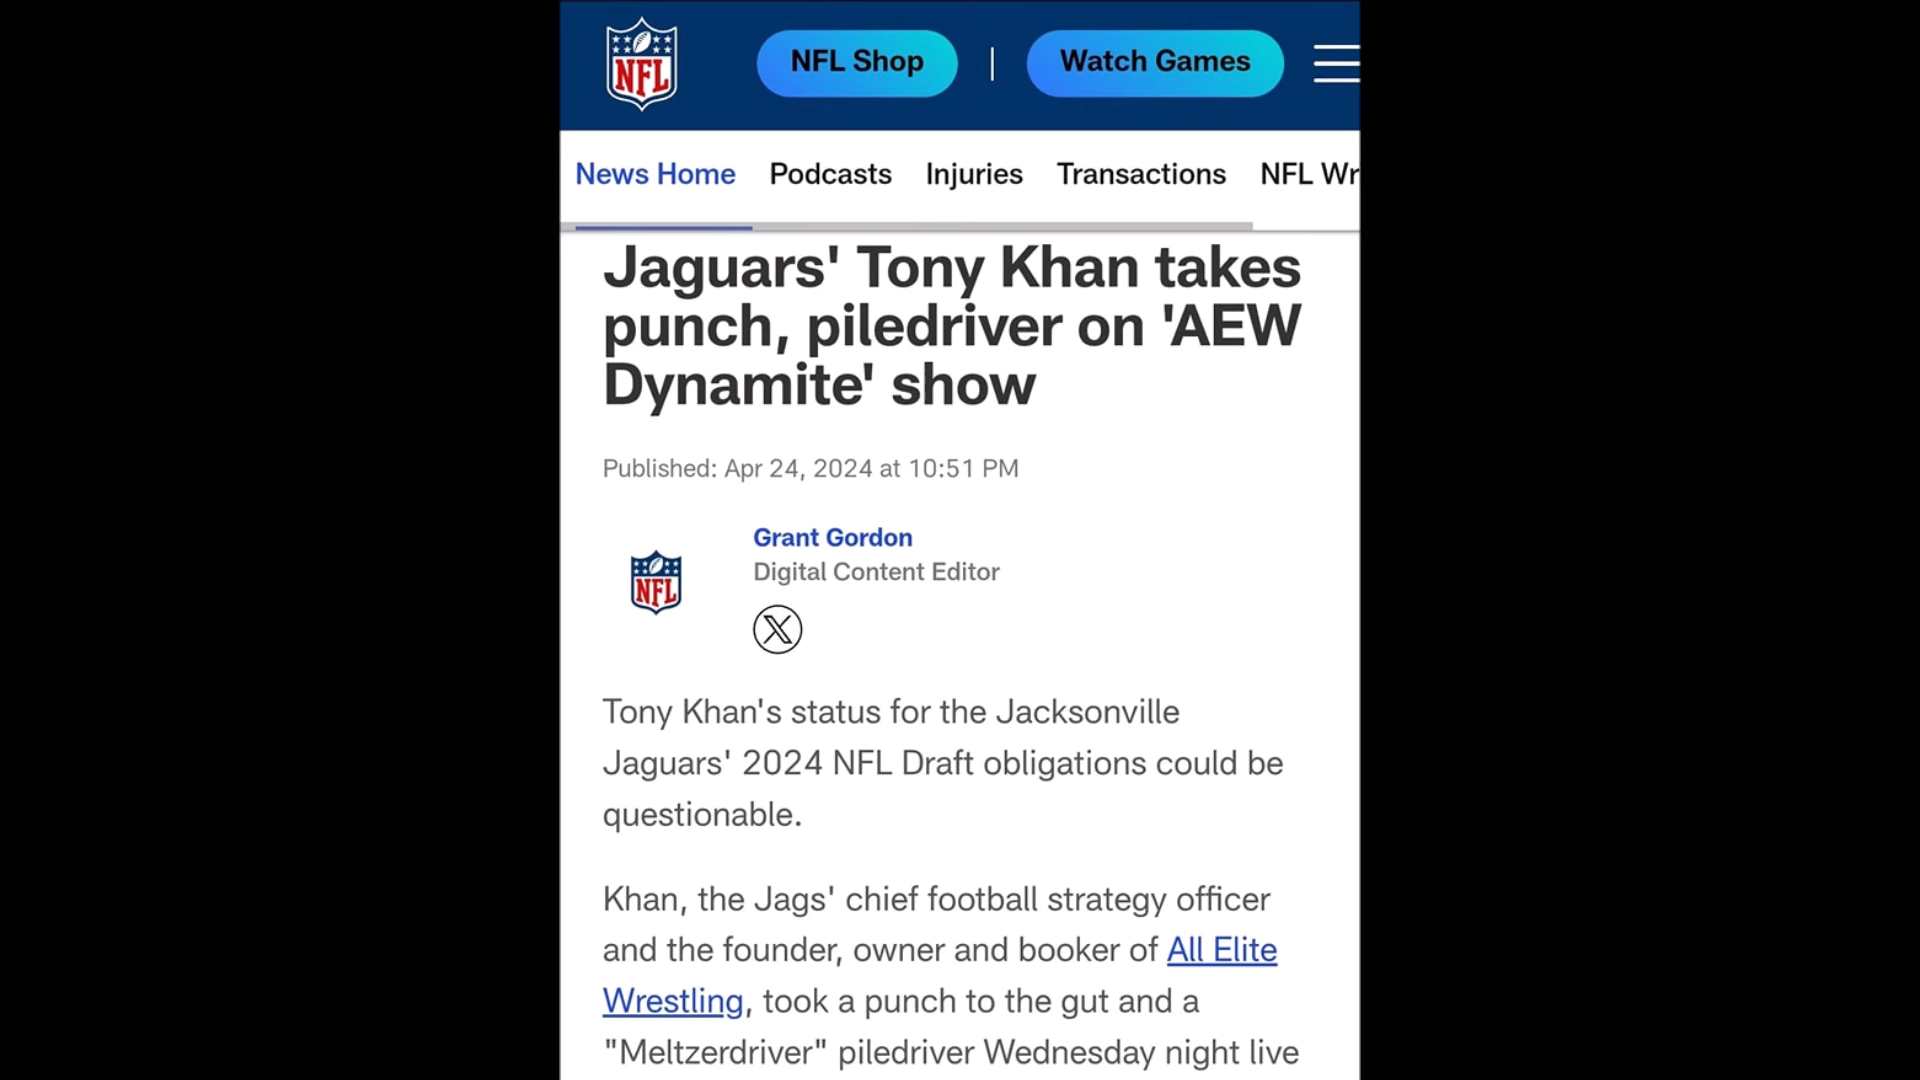 NFL
NFL Shop | Watch Games
News Home Podcasts Injuries Transactions NFL Wr
Jaguars' Tony Khan takes
punch, piledriver on 'AEW
Dynamite' show
Published: Apr 24, 2024 at 10:51 PM
Grant Gordon
NFL
Digital Content Editor
X
Tony Khan's status for the Jacksonville
Jaguars' 2024 NFL Draft obligations could be
questionable.
Khan, the Jags' chief football strategy officer
and the founder, owner and booker of All Elite
Wrestling, took a punch to the gut and a
"Meltzerdriver" piledriver Wednesday night live